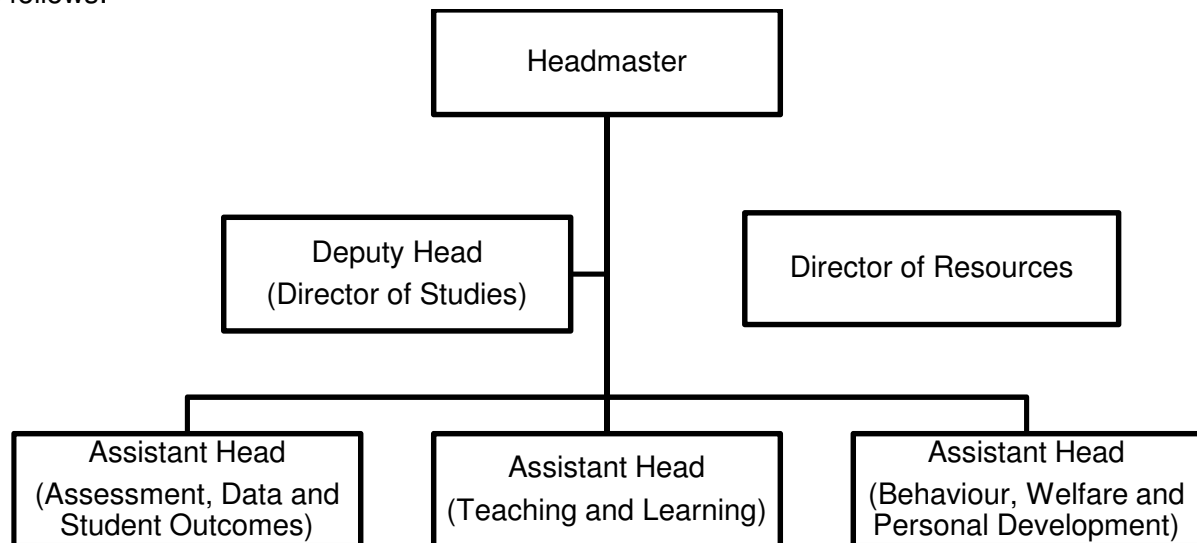 follows:
Headmaster
Deputy Head
(Director of Studies)
Director of Resources
Assistant Head
(Assessment, Data and
Student Outcomes)
Assistant Head
(Teaching and Learning)
Assistant Head
(Behaviour, Welfare and
Personal Development)